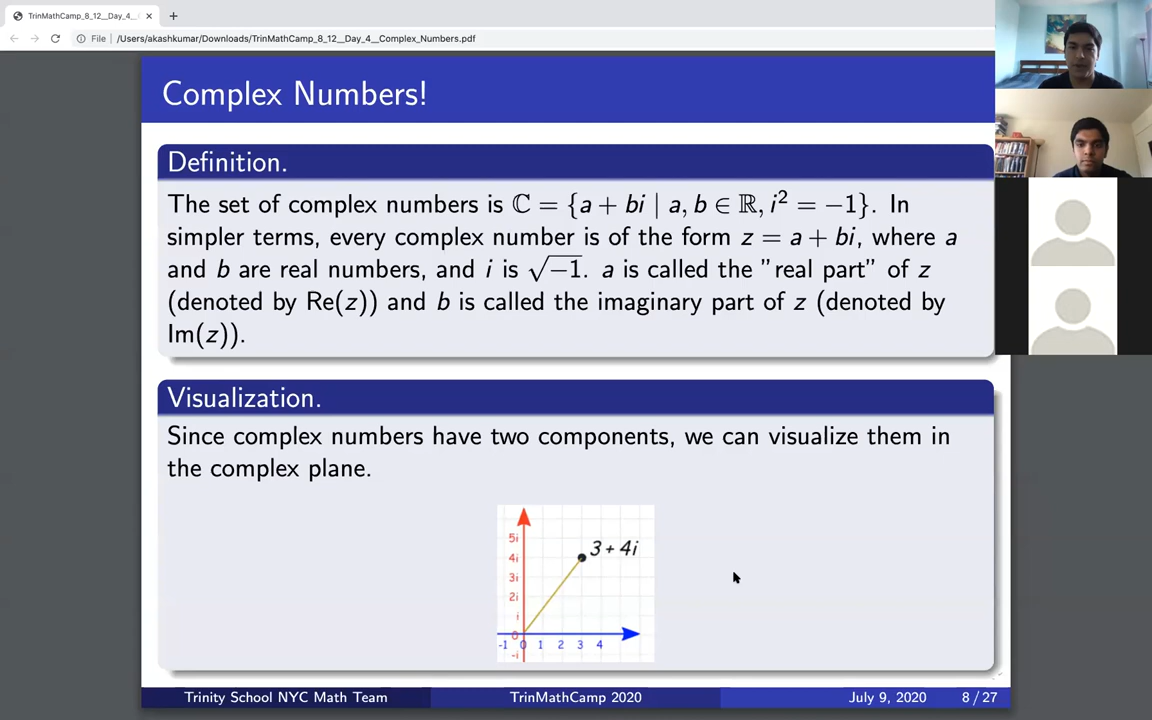 TrinMathCamp_8_12__Day_4_
File | /Users/akashkumar/Downloads/TrinMathCamp_8_12__Day_4__Complex_Numbers.pdf
Complex Numbers!
Definition.
The set of complex numbers is ℂ = {a + bi | a, b ∈ ℝ, i² = −1}. In
simpler terms, every complex number is of the form z = a + bi, where a
and b are real numbers, and i is √−1. a is called the ”real part” of z
(denoted by Re(z)) and b is called the imaginary part of z (denoted by
Im(z)).
Visualization.
Since complex numbers have two components, we can visualize them in
the complex plane.
5i
4i
3 + 4i
3i
2i
i
0
-1 0 1 2 3 4
-i
Trinity School NYC Math Team TrinMathCamp 2020 July 9, 2020 8 / 27